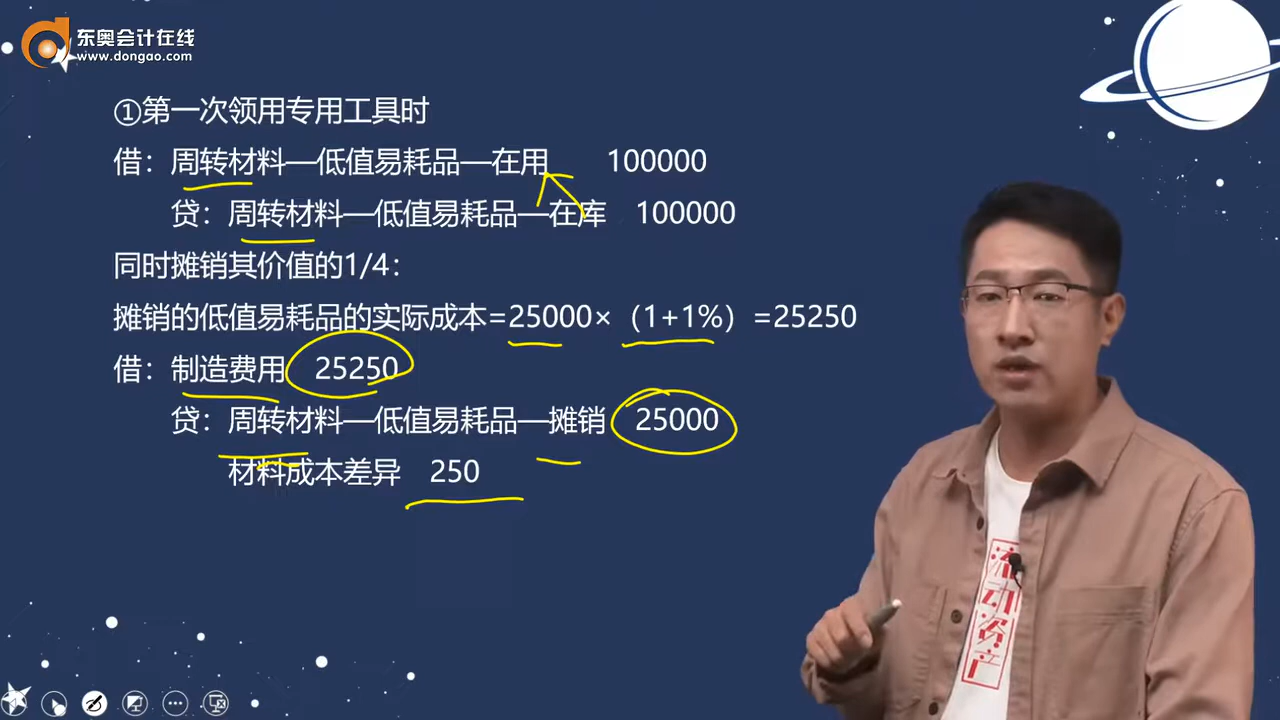 东奥会计在线
www.dongao.com
①第一次领用专用工具时
借：周转材料—低值易耗品—在用 100000
贷：周转材料—低值易耗品—在库 100000
同时摊销其价值的1/4：
摊销的低值易耗品的实际成本=25000×（1+1%）=25250
借：制造费用 25250
贷：周转材料—低值易耗品—摊销 25000
材料成本差异 250
流动资产